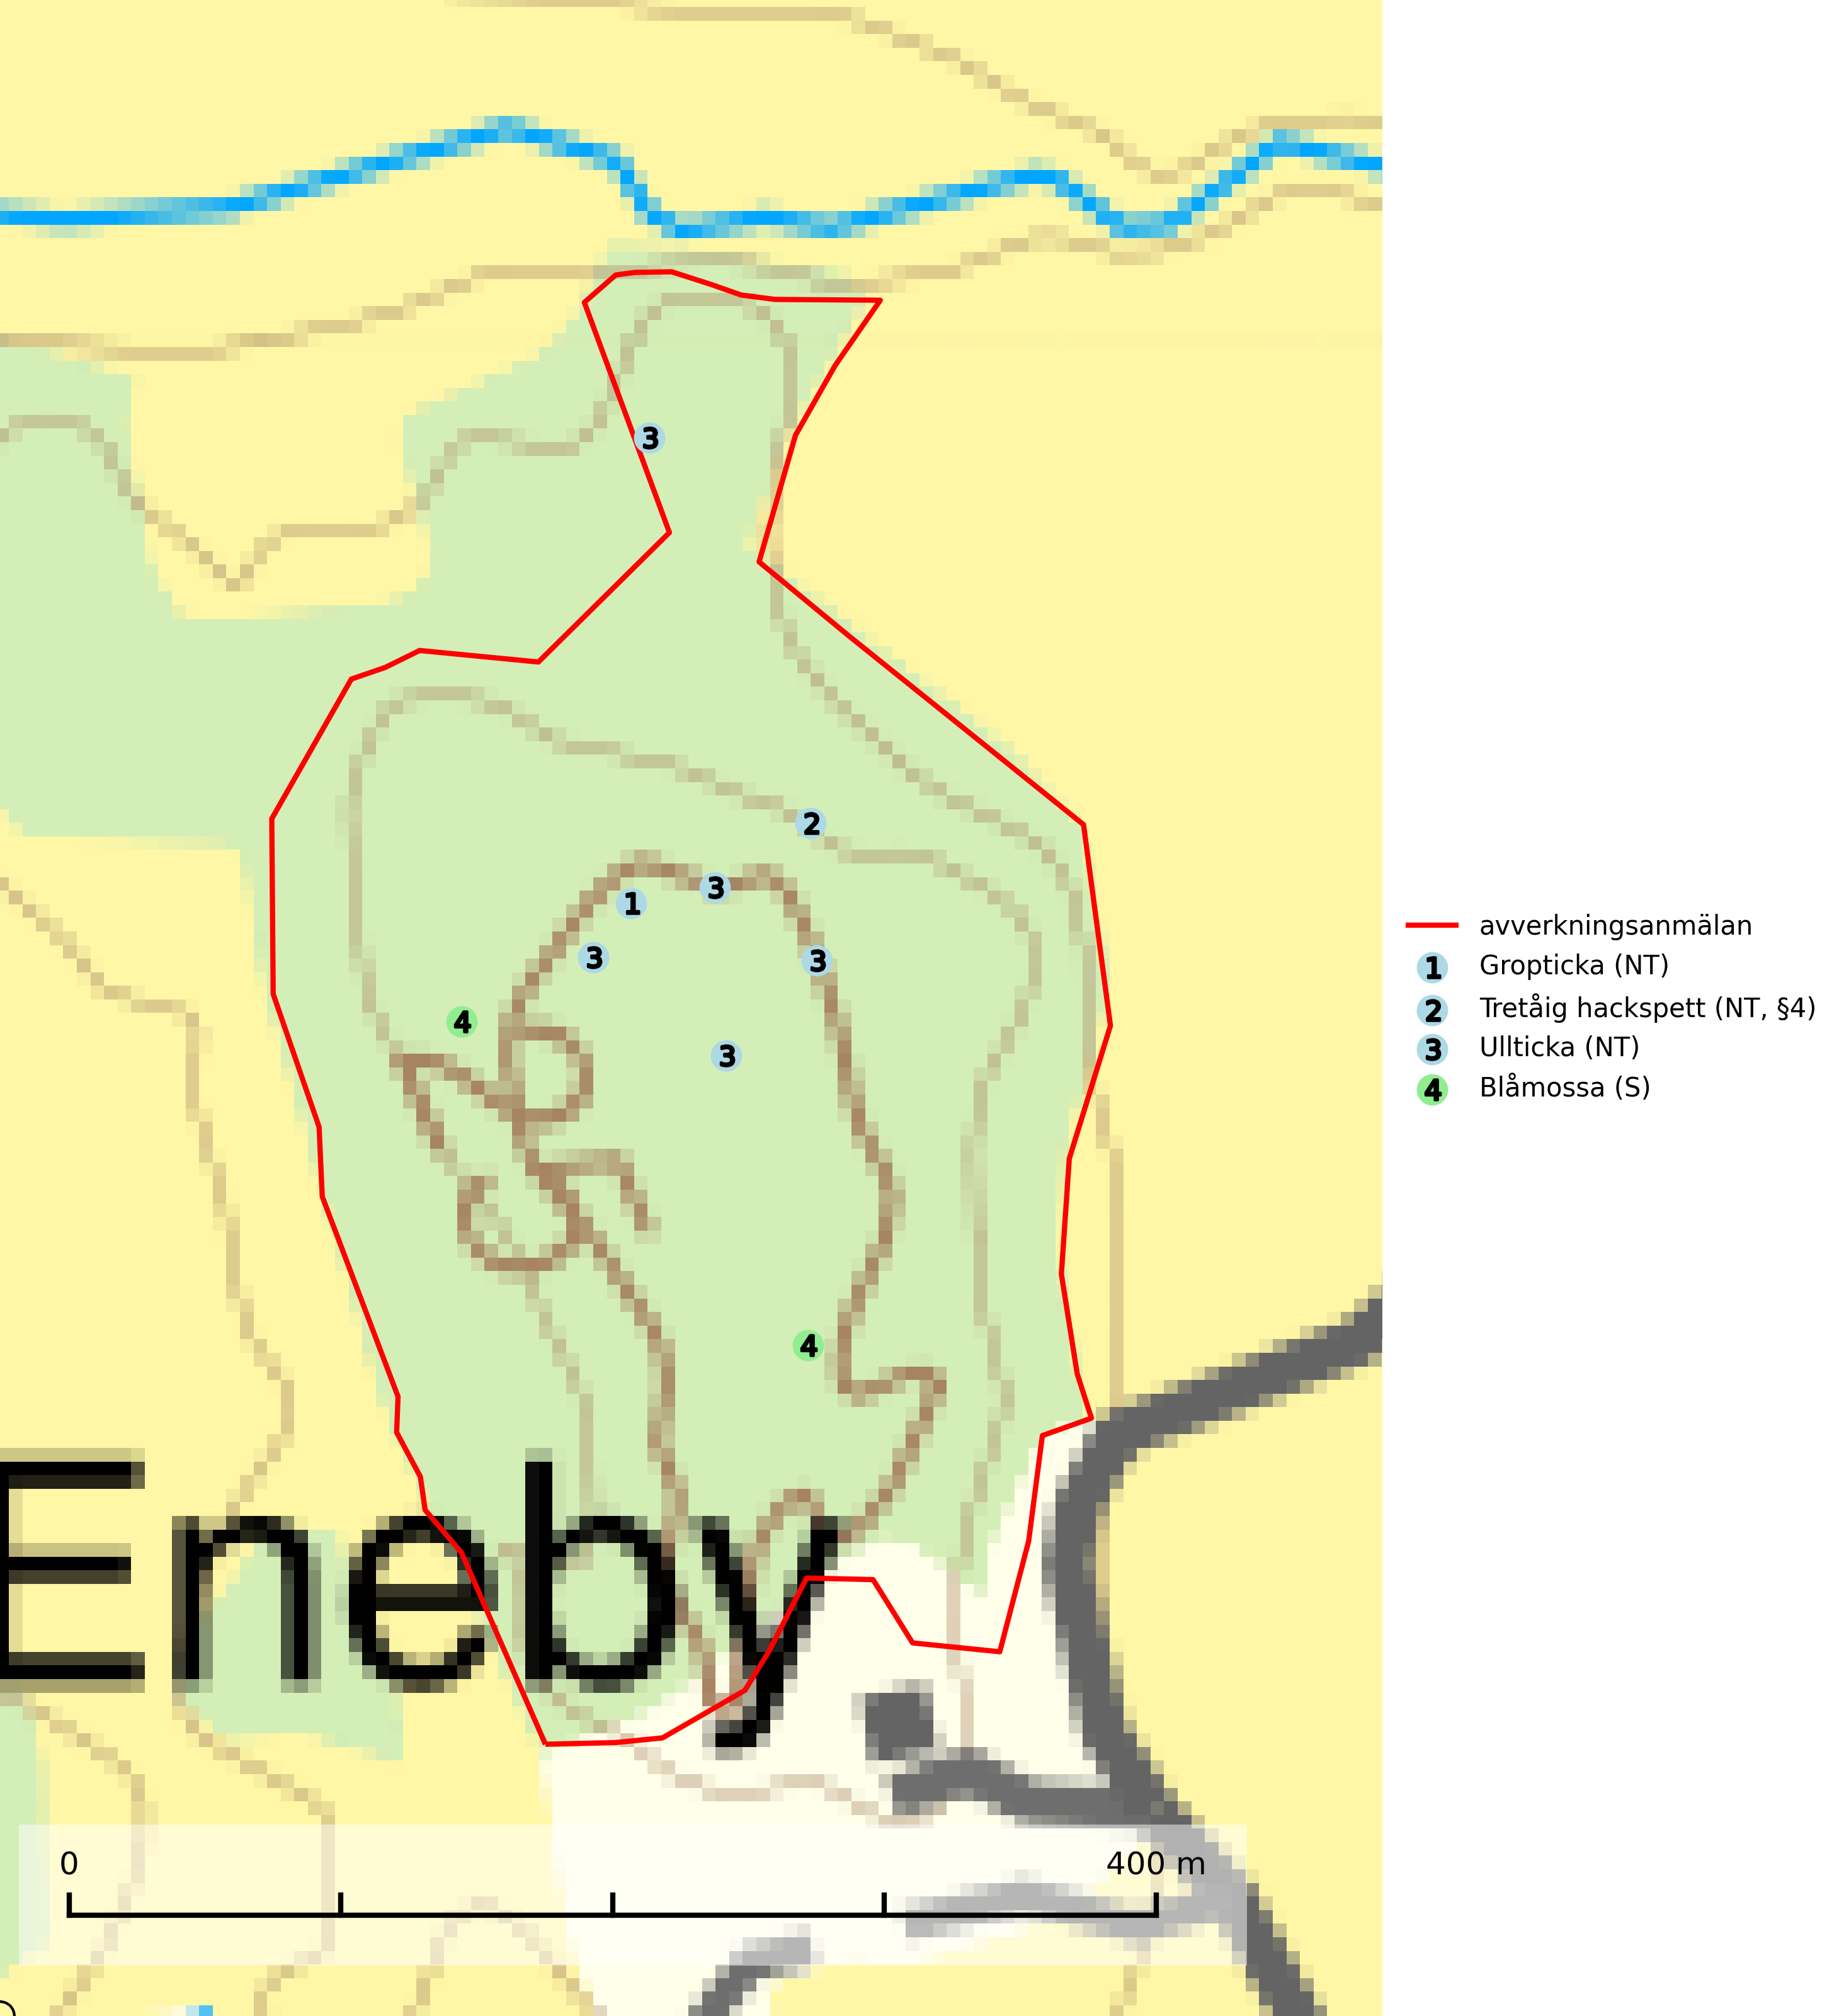 3
2
3
1
3
3
4
3
4
Eneby
0
400 m
avverkningsanmälan
1 Gropticka (NT)
2 Tretåig hackspett (NT, §4)
3 Ullticka (NT)
4 Blåmossa (S)